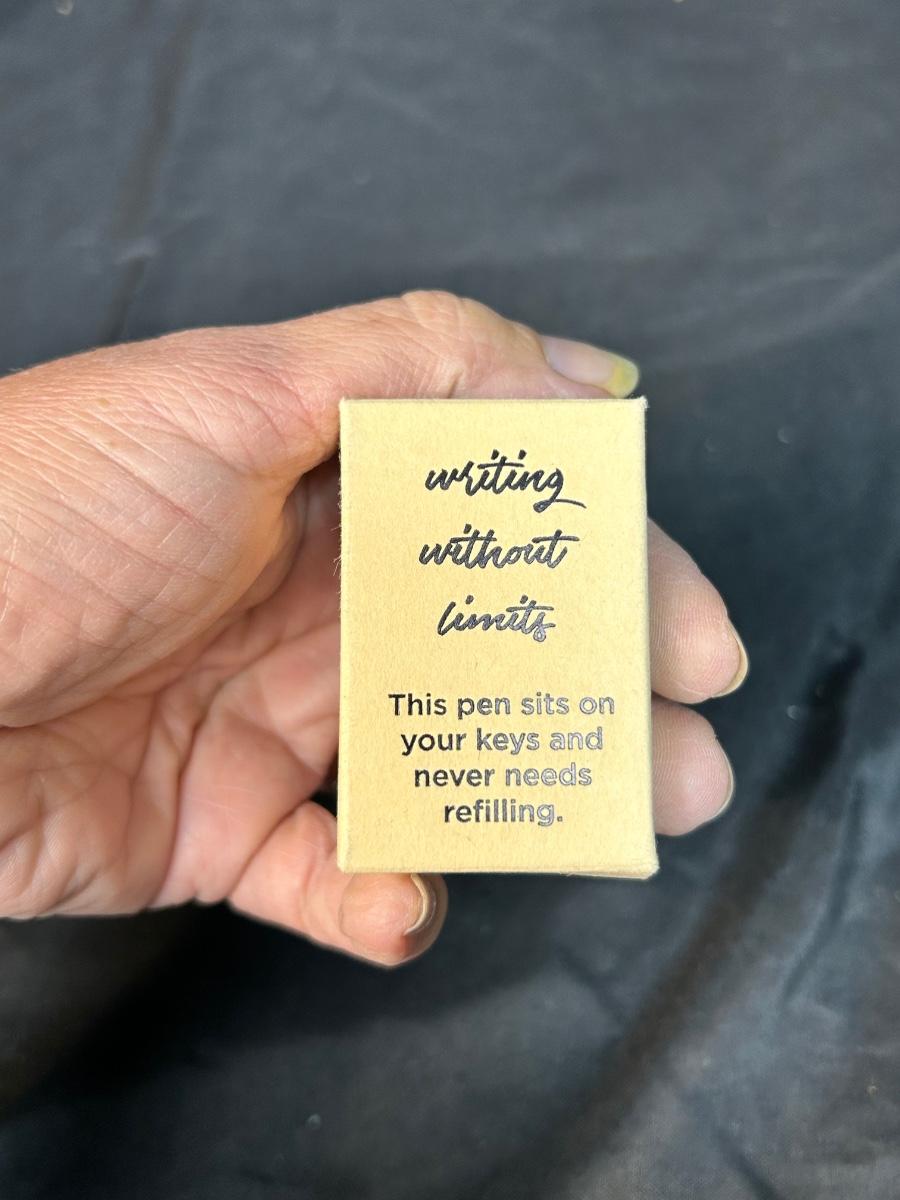 writing
without
limits
This pen sits on
your keys and
never needs
refilling.